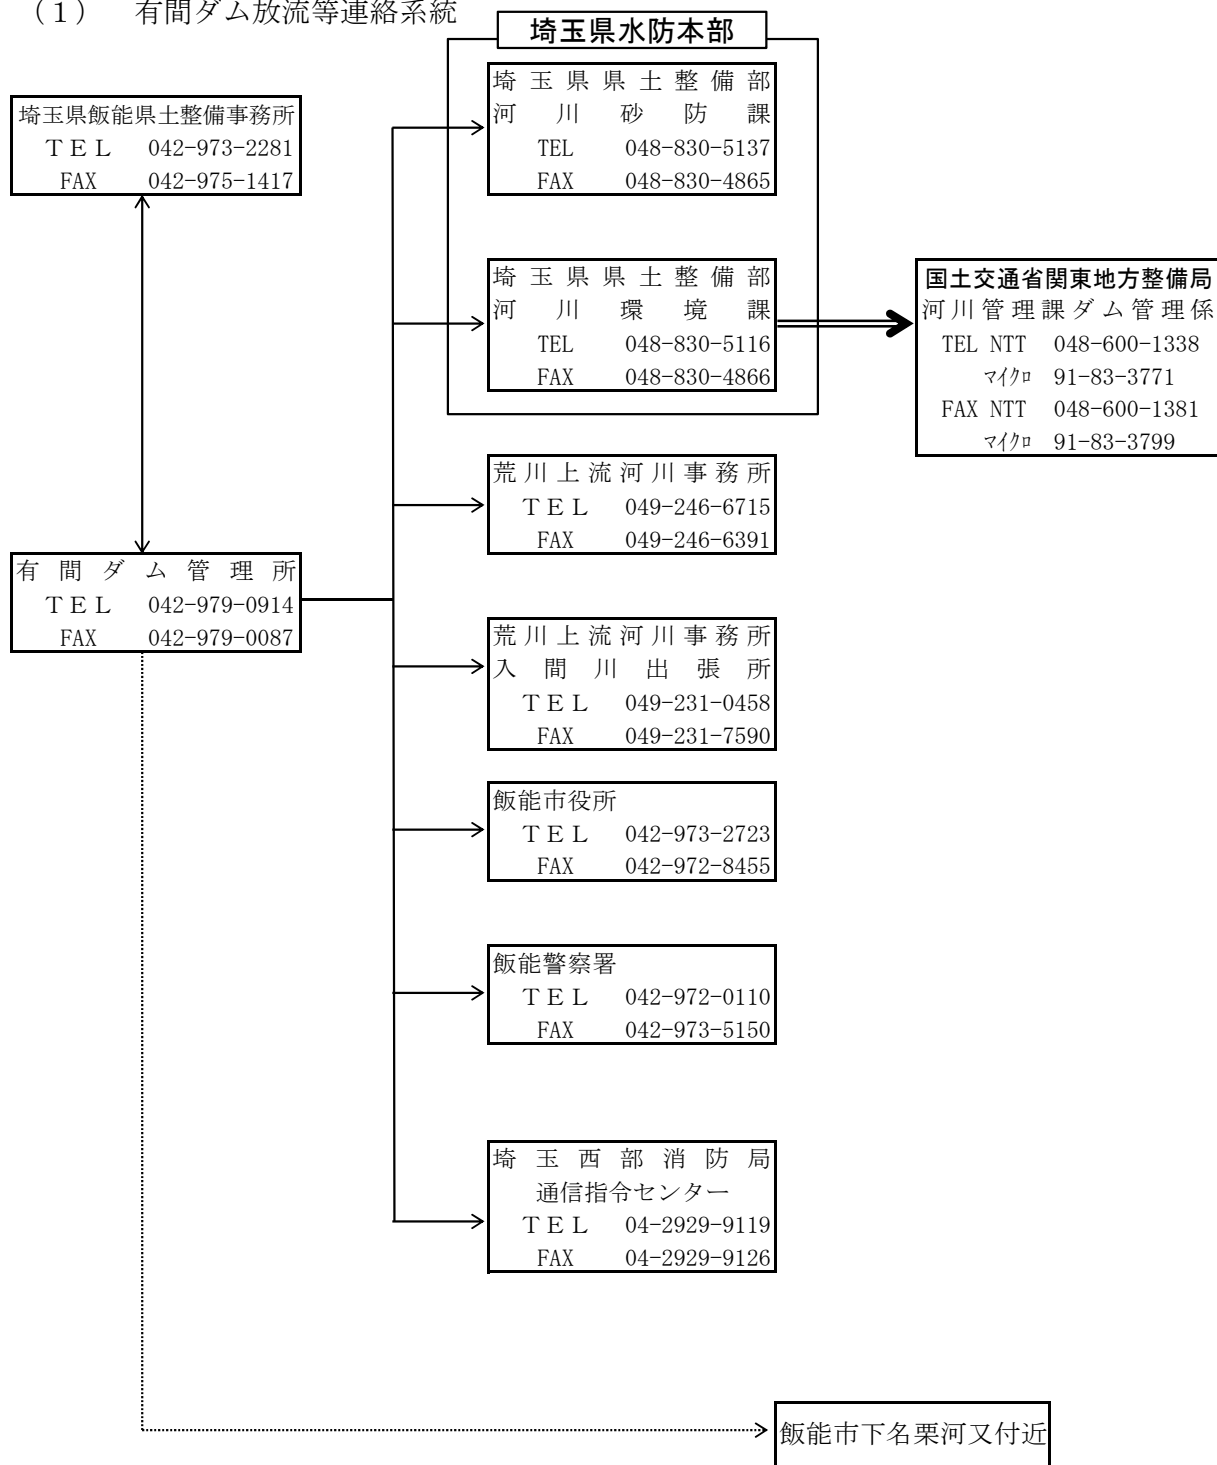 （１） 有間ダム放流等連絡系統
埼玉県水防本部
埼玉県県土整備部
河川砂防課
TEL 048-830-5137
FAX 048-830-4865
埼玉県飯能県土整備事務所
ＴＥＬ 042-973-2281
FAX 042-975-1417
埼玉県県土整備部
河川環境課
TEL 048-830-5116
FAX 048-830-4866
国土交通省関東地方整備局
河川管理課ダム管理係
TEL NTT 048-600-1338
ﾏｲｸﾛ 91-83-3771
FAX NTT 048-600-1381
ﾏｲｸﾛ 91-83-3799
荒川上流河川事務所
ＴＥＬ 049-246-6715
FAX 049-246-6391
有間ダム管理所
ＴＥＬ 042-979-0914
FAX 042-979-0087
荒川上流河川事務所
入間川出張所
ＴＥＬ 049-231-0458
FAX 049-231-7590
飯能市役所
ＴＥＬ 042-973-2723
FAX 042-972-8455
飯能警察署
ＴＥＬ 042-972-0110
FAX 042-973-5150
埼玉西部消防局
通信指令センター
ＴＥＬ 04-2929-9119
FAX 04-2929-9126
飯能市下名栗河又付近